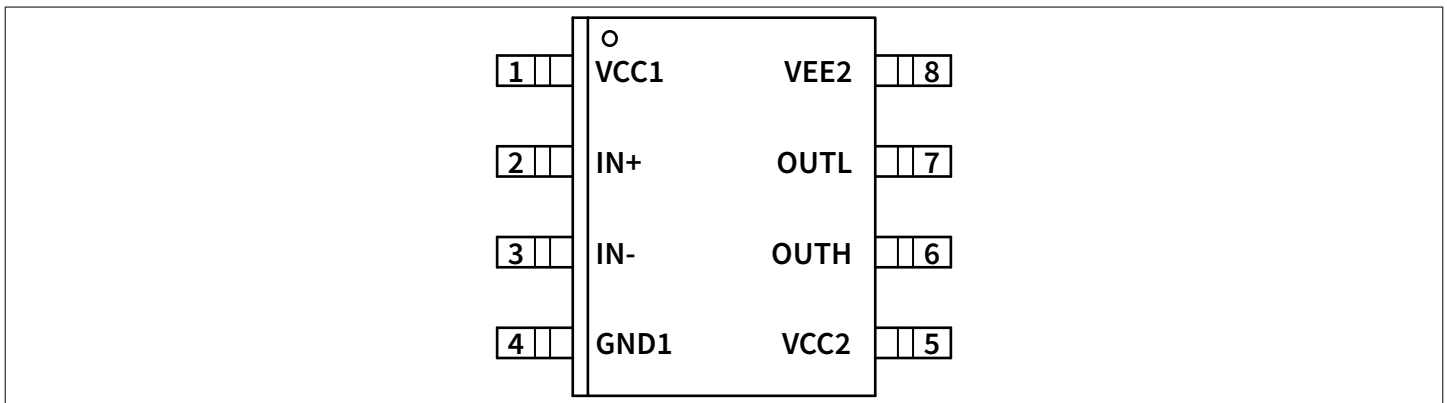 1 VCC1 VEE2 8
2 IN+ OUTL 7
3 IN- OUTH 6
4 GND1 VCC2 5